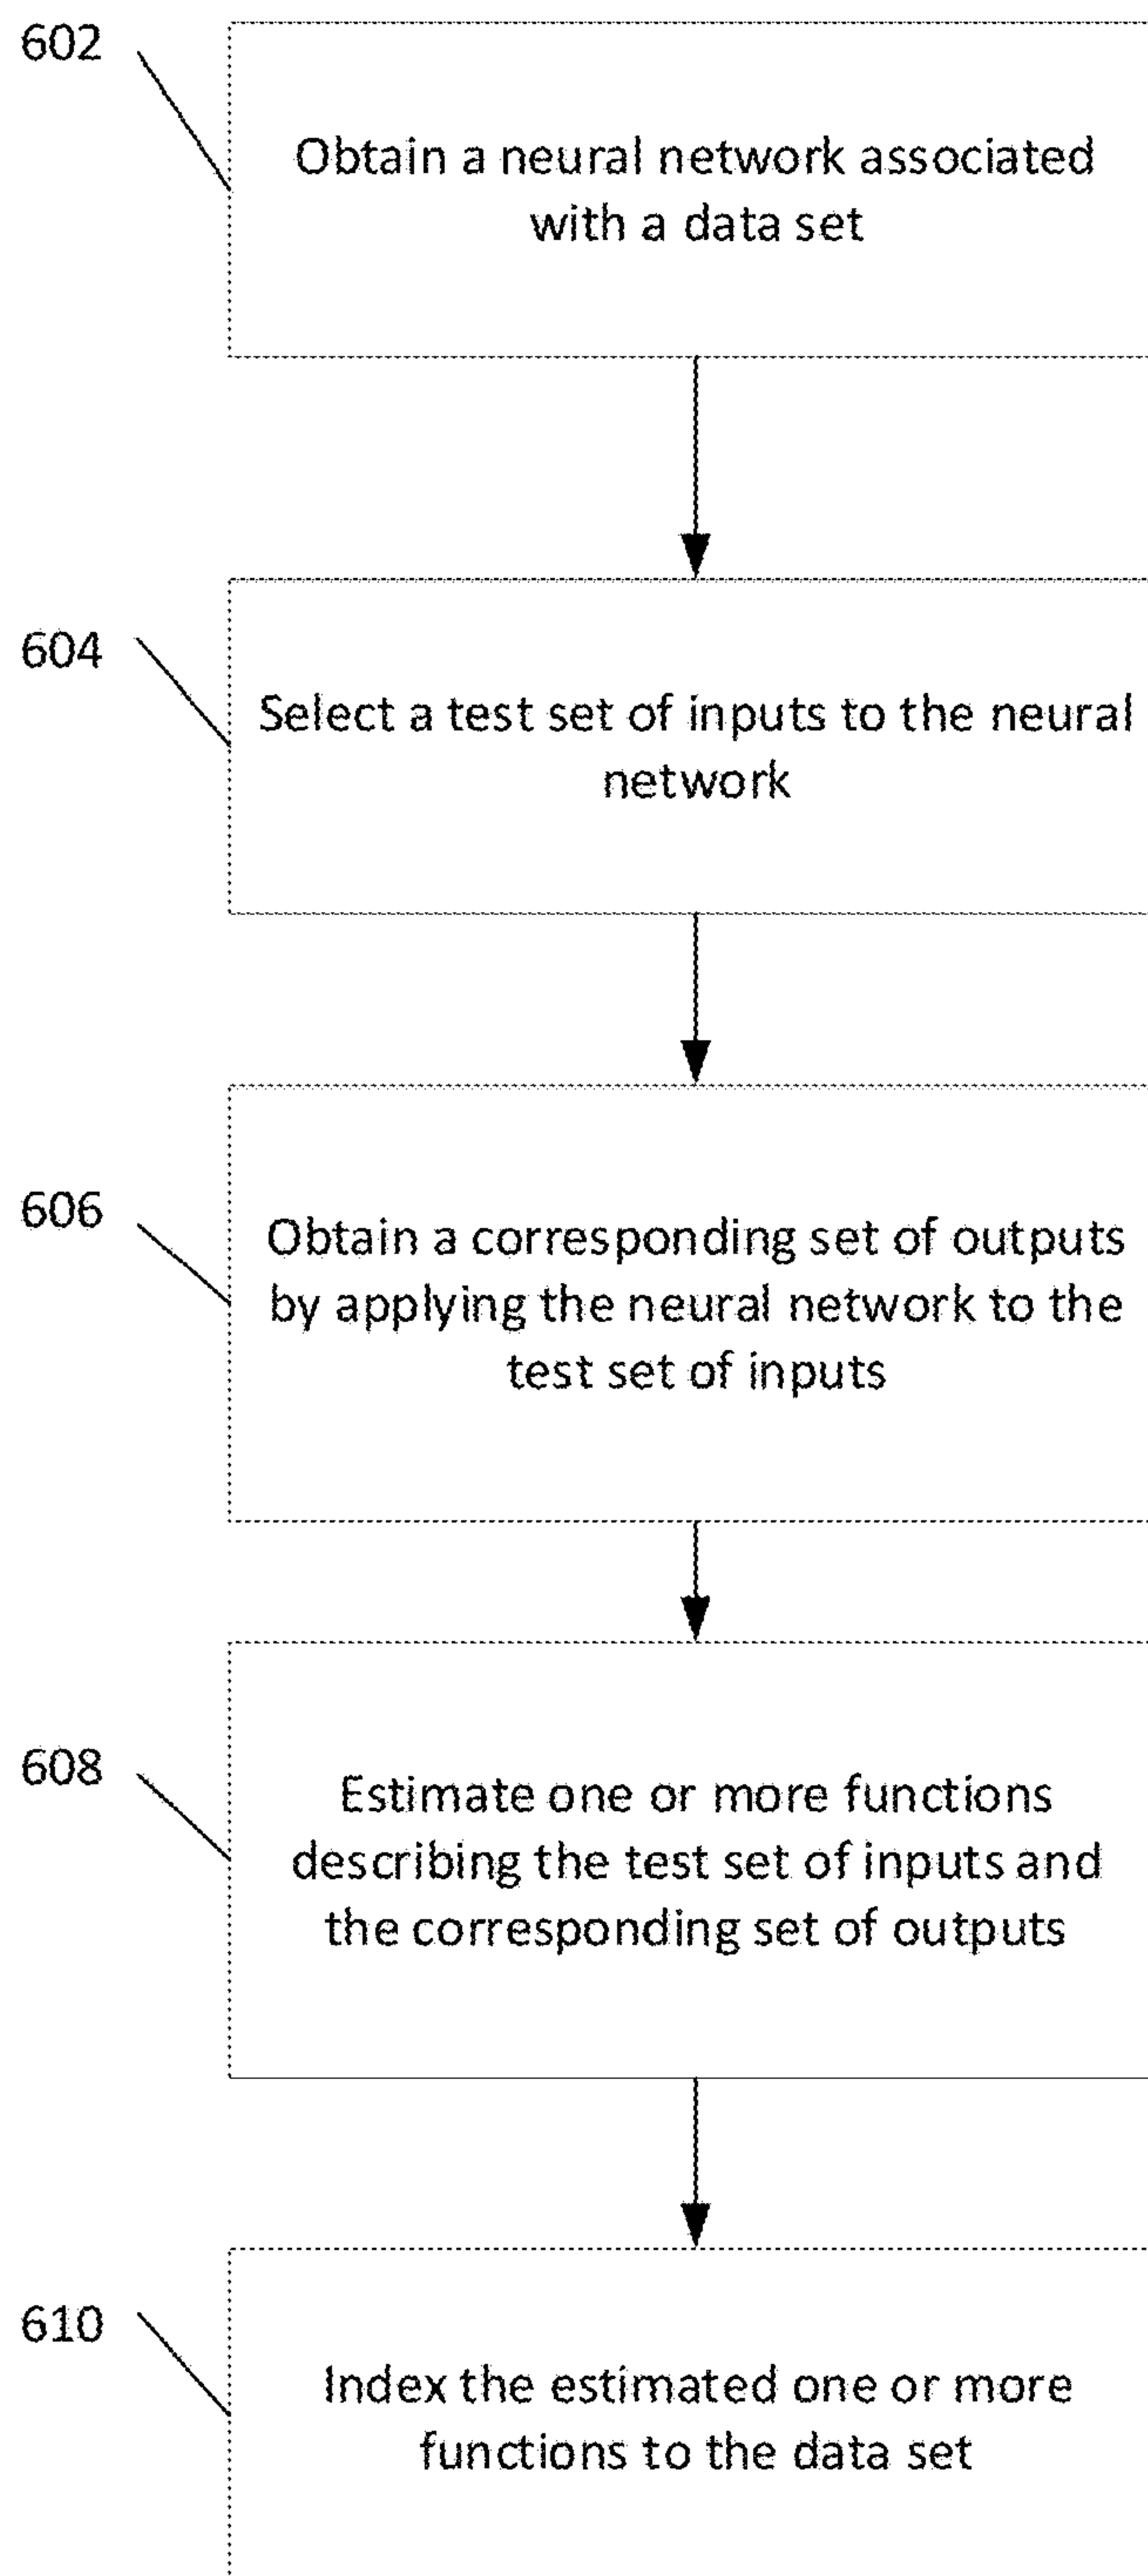 602
Obtain a neural network associated
with a data set
604
Select a test set of inputs to the neural
network
606
Obtain a corresponding set of outputs
by applying the neural network to the
test set of inputs
608
Estimate one or more functions
describing the test set of inputs and
the corresponding set of outputs
610
Index the estimated one or more
functions to the data set